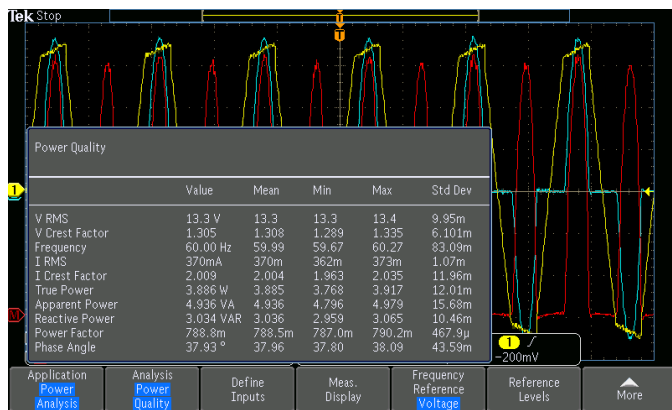 Tek Stop
T
T
Power Quality
Value Mean Min Max Std Dev
V RMS 13.3 V 13.3 13.3 13.4 9.95m
V Crest Factor 1.305 1.308 1.289 1.335 6.101m
Frequency 60.00 Hz 59.99 59.67 60.27 83.09m
I RMS 370mA 370m 362m 373m 1.07m
I Crest Factor 2.009 2.004 1.963 2.035 11.96m
True Power 3.886 W 3.885 3.768 3.917 12.01m
Apparent Power 4.936 VA 4.936 4.796 4.979 15.68m
Reactive Power 3.034 VAR 3.036 2.959 3.065 10.46m
Power Factor 788.8m 788.5m 787.0m 790.2m 467.9µ
Phase Angle 37.93 ° 37.96 37.80 38.09 43.59m
1
M
1
-200mV
Application Power Analysis
Analysis Power Quality
Define Inputs
Meas. Display
Frequency Reference Voltage
Reference Levels
More